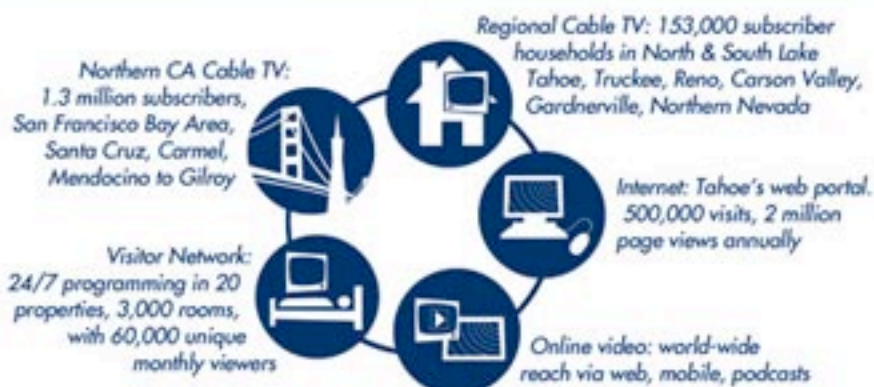 Regional Cable TV: 153,000 subscriber
households in North & South Lake
Tahoe, Truckee, Reno, Carson Valley,
Gardnerville, Northern Nevada
Internet: Tahoe's web portal.
500,000 visits, 2 million
page views annually
Online video: world-wide
reach via web, mobile, podcasts
Visitor Network:
24/7 programming in 20
properties, 3,000 rooms,
with 60,000 unique
monthly viewers
Northern CA Cable TV:
1.3 million subscribers,
San Francisco Bay Area,
Santa Cruz, Carmel,
Mendocino to Gilroy